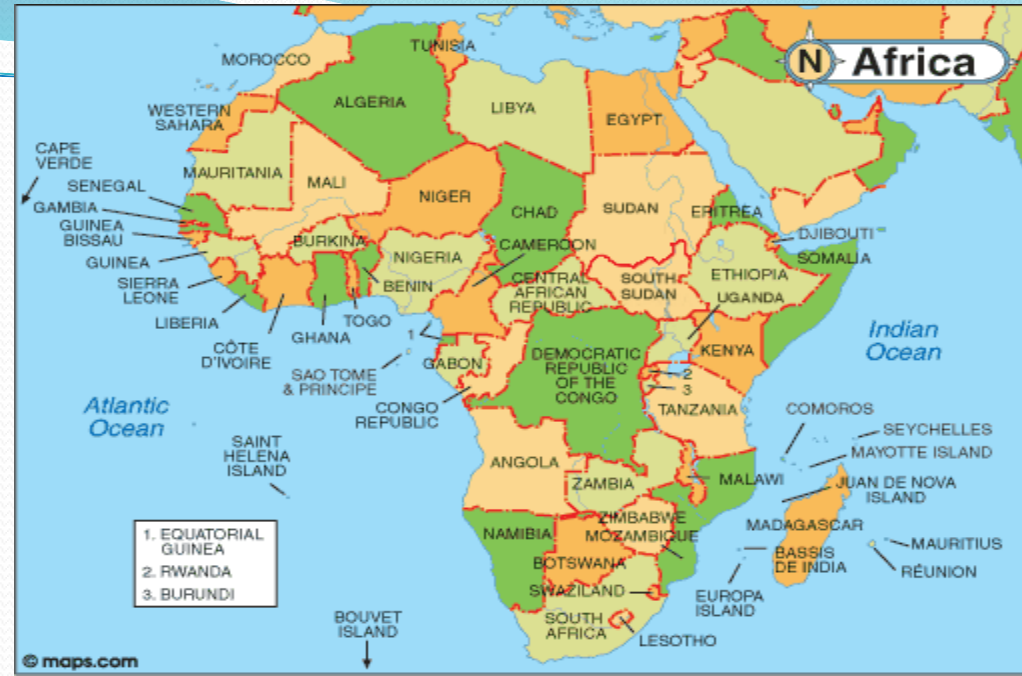 N Africa
MOROCCO
TUNISIA
ALGERIA
LIBYA
EGYPT
WESTERN
SAHARA
CAPE
VERDE
MAURITANIA
MALI
NIGER
CHAD
SUDAN
ERITREA
SENEGAL
GAMBIA
GUINEA
BISSAU
GUINEA
SIERRA
LEONE
LIBERIA
CÔTE
D'IVOIRE
GHANA
TOGO
BURKINA
BENIN
NIGERIA
CAMEROON
CENTRAL
AFRICAN
REPUBLIC
SOUTH
SUDAN
ETHIOPIA
DJIBOUTI
SOMALIA
UGANDA
KENYA
Indian
Ocean
1
GABON
SAO TOME
& PRINCIPE
CONGO
REPUBLIC
DEMOCRATIC
REPUBLIC
OF THE
CONGO
2
3
TANZANIA
Atlantic
Ocean
SAINT
HELENA
ISLAND
ANGOLA
ZAMBIA
MALAWI
COMOROS
SEYCHELLES
MAYOTTE ISLAND
JUAN DE NOVA
ISLAND
MADAGASCAR
MAURITIUS
RÉUNION
BASSIS
DE INDIA
EUROPA
ISLAND
NAMIBIA
ZIMBABWE
MOZAMBIQUE
BOTSWANA
SWAZILAND
SOUTH
AFRICA
LESOTHO
1. EQUATORIAL
GUINEA
2. RWANDA
3. BURUNDI
BOUVET
ISLAND
© maps.com